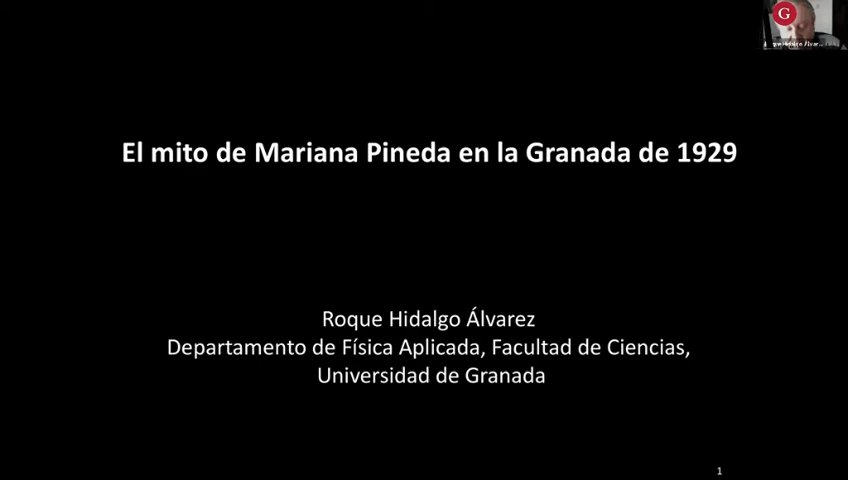 G
El mito de Mariana Pineda en la Granada de 1929
Roque Hidalgo Álvarez
Departamento de Física Aplicada, Facultad de Ciencias,
Universidad de Granada
1